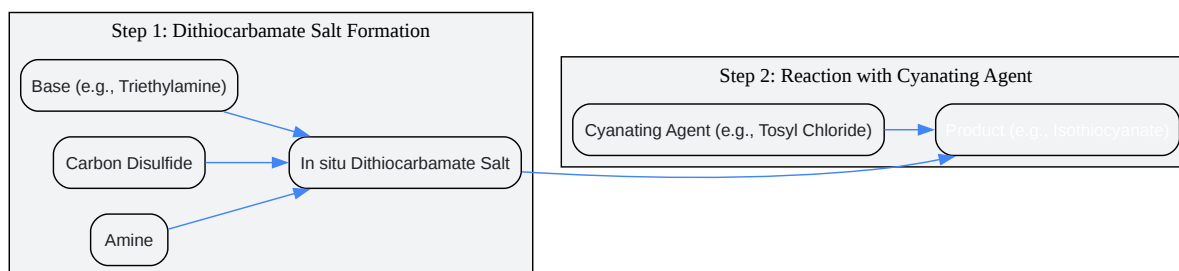 Step 1: Dithiocarbamate Salt Formation
Base (e.g., Triethylamine)
Carbon Disulfide
Amine
In situ Dithiocarbamate Salt
Step 2: Reaction with Cyanating Agent
Cyanating Agent (e.g., Tosyl Chloride)
Product (e.g., Isothiocyanate)